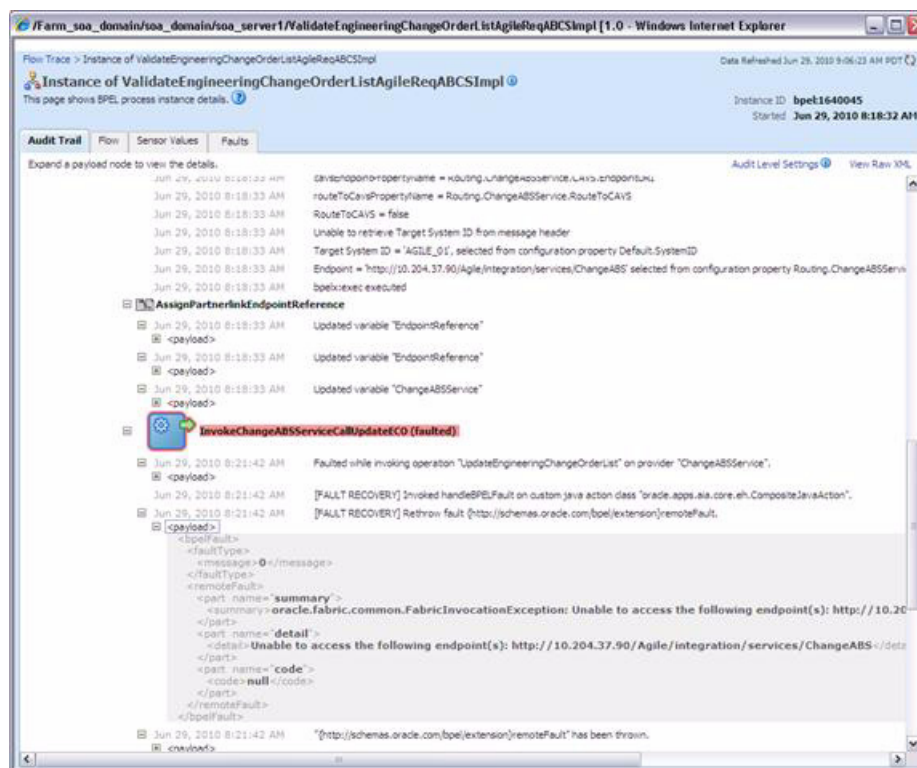 /Farm_soa_domain/soa_domain/soa_server1/ValidateEngineeringChangeOrderListAgileReqABCSImpl [1.0 - Windows Internet Explorer
Flow Trace > Instance of ValidateEngineeringChangeOrderListAgileReqABCSImpl
Data Refreshed Jun 29, 2010 9:06:23 AM PDT
Instance of ValidateEngineeringChangeOrderListAgileReqABCSImpl
This page shows BPEL process instance details.
Instance ID bpel:1640045
Started Jun 29, 2010 8:18:32 AM
Audit Trail Flow Sensor Values Faults
Expand a payload node to view the details.
Audit Level Settings View Raw XML
Jun 29, 2010 8:18:33 AM cavsEndpointPropertyName = Routing.ChangeABSService.CAVS.EndpointURI
Jun 29, 2010 8:18:33 AM routeToCavsPropertyName = Routing.ChangeABSService.RouteToCAVS
Jun 29, 2010 8:18:33 AM RouteToCAVS = false
Jun 29, 2010 8:18:33 AM Unable to retrieve Target System ID from message header
Jun 29, 2010 8:18:33 AM Target System ID = 'AGILE_01', selected from configuration property Default.SystemID
Jun 29, 2010 8:18:33 AM Endpoint = 'http://10.204.37.90/Agile/integration/services/ChangeABS' selected from configuration property Routing.ChangeABSServi
Jun 29, 2010 8:18:33 AM bpelx:exec executed
AssignPartnerlinkEndpointReference
Jun 29, 2010 8:18:33 AM Updated variable "EndpointReference"
<payload>
Jun 29, 2010 8:18:33 AM Updated variable "EndpointReference"
<payload>
Jun 29, 2010 8:18:33 AM Updated variable "ChangeABSService"
<payload>
InvokeChangeABSServiceCallUpdateECO (faulted)
Jun 29, 2010 8:21:42 AM Faulted while invoking operation "UpdateEngineeringChangeOrderList" on provider "ChangeABSService".
<payload>
Jun 29, 2010 8:21:42 AM [FAULT RECOVERY] Invoked handleBPELFault on custom java action class "oracle.apps.aia.core.eh.CompositeJavaAction".
Jun 29, 2010 8:21:42 AM [FAULT RECOVERY] Rethrow fault {http://schemas.oracle.com/bpel/extension}remoteFault.
<payload>
<bpelFault>
<faultType>
<message>0</message>
</faultType>
<remoteFault>
<part name="summary">
<summary>oracle.fabric.common.FabricInvocationException: Unable to access the following endpoint(s): http://10.20
</part>
<part name="detail">
<detail>Unable to access the following endpoint(s): http://10.204.37.90/Agile/integration/services/ChangeABS</deta
</part>
<part name="code">
<code>null</code>
</part>
</remoteFault>
</bpelFault>
Jun 29, 2010 8:21:42 AM "{http://schemas.oracle.com/bpel/extension}remoteFault" has been thrown.
<payload>